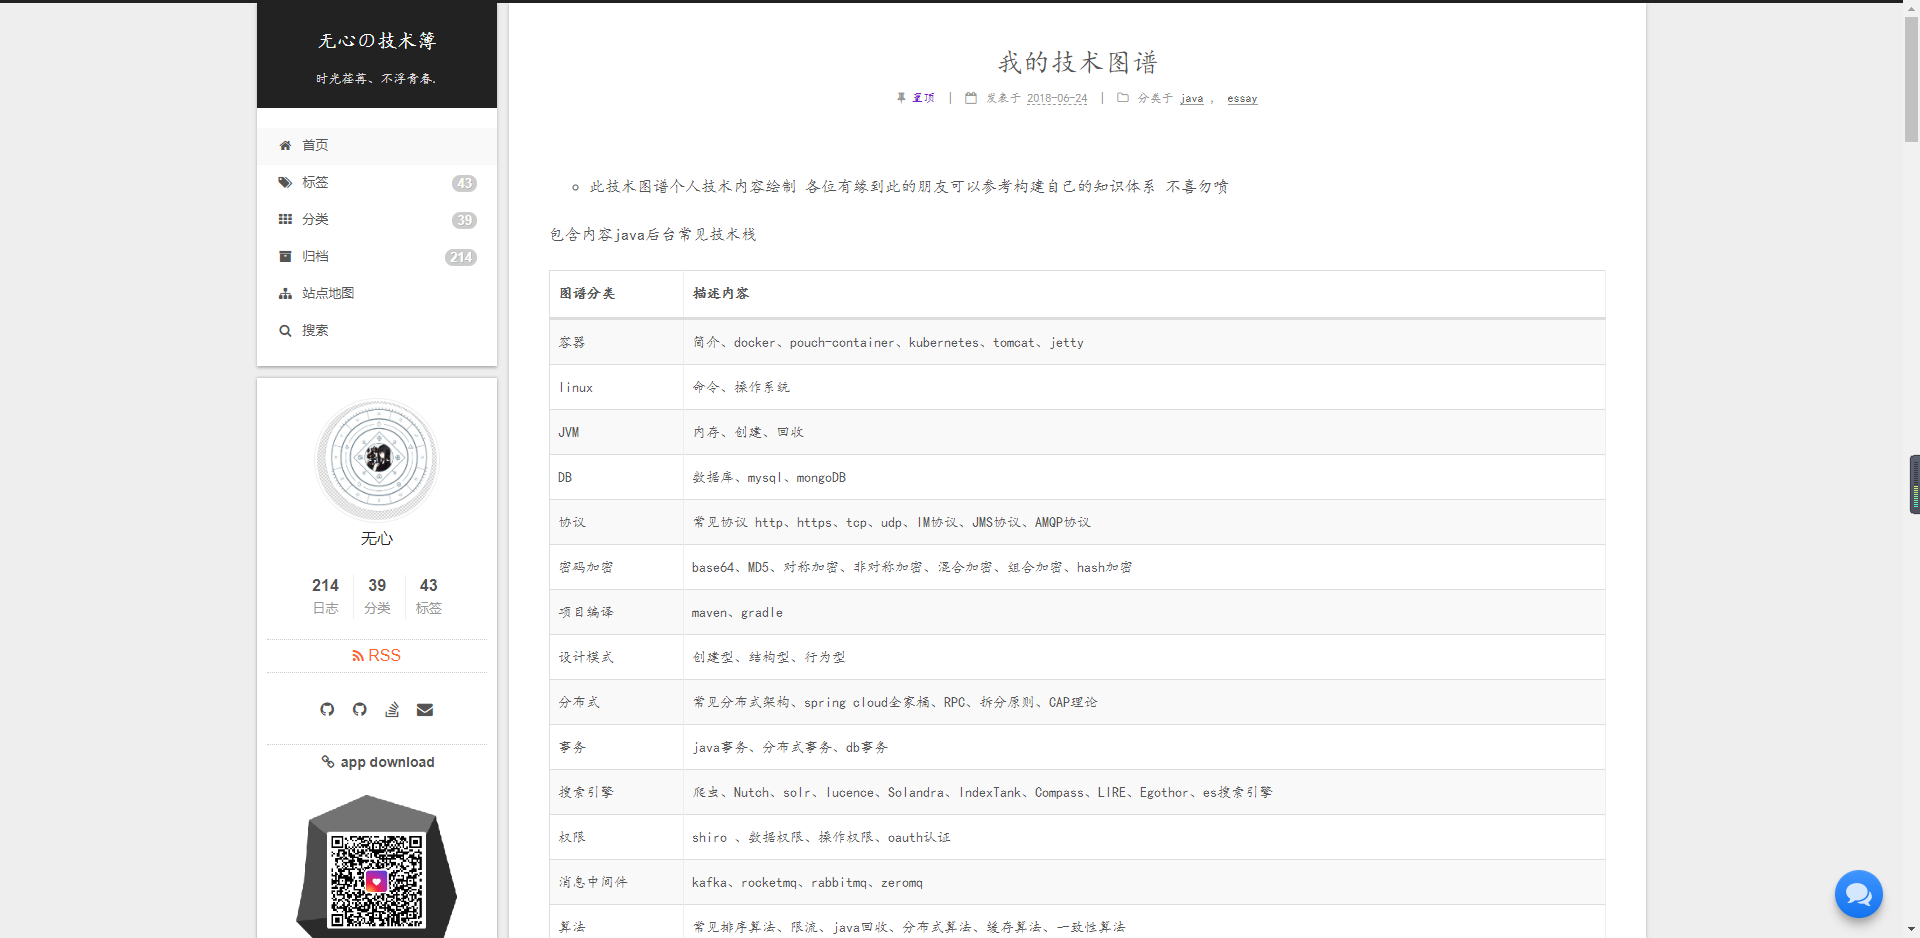 无心の技术簿
时光荏苒、不浮青春.
首页
标签 43
分类 39
归档 214
站点地图
搜索
无心
214 39 43
日志 分类 标签
RSS
app download
我的技术图谱
置顶 | 发表于 2018-06-24 | 分类于 java , essay
此技术图谱个人技术内容绘制 各位有缘到此的朋友可以参考构建自己的知识体系 不喜勿喷
包含内容java后台常见技术栈
图谱分类 描述内容
容器 简介、docker、pouch-container、kubernetes、tomcat、jetty
linux 命令、操作系统
JVM 内存、创建、回收
DB 数据库、mysql、mongoDB
协议 常见协议 http、https、tcp、udp、IM协议、JMS协议、AMQP协议
密码加密 base64、MD5、对称加密、非对称加密、混合加密、组合加密、hash加密
项目编译 maven、gradle
设计模式 创建型、结构型、行为型
分布式 常见分布式架构、spring cloud全家桶、RPC、拆分原则、CAP理论
事务 java事务、分布式事务、db事务
搜索引擎 爬虫、Nutch、solr、lucence、Solandra、IndexTank、Compass、LIRE、Egothor、es搜索引擎
权限 shiro 、数据权限、操作权限、oauth认证
消息中间件 kafka、rocketmq、rabbitmq、zeromq
算法 常见排序算法、限流、java回收、分布式算法、缓存算法、一致性算法